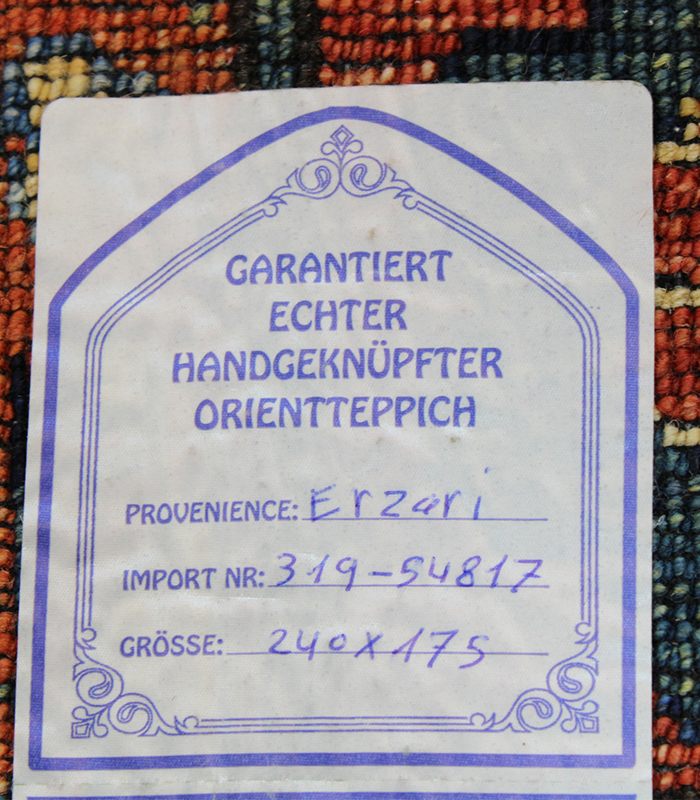 GARANTIERT
ECHTER
HANDGEKNÜPFTER
ORIENTTEPPICH
PROVENIENCE: Erzari
IMPORT NR: 319-54817
GRÖSSE: 240x175